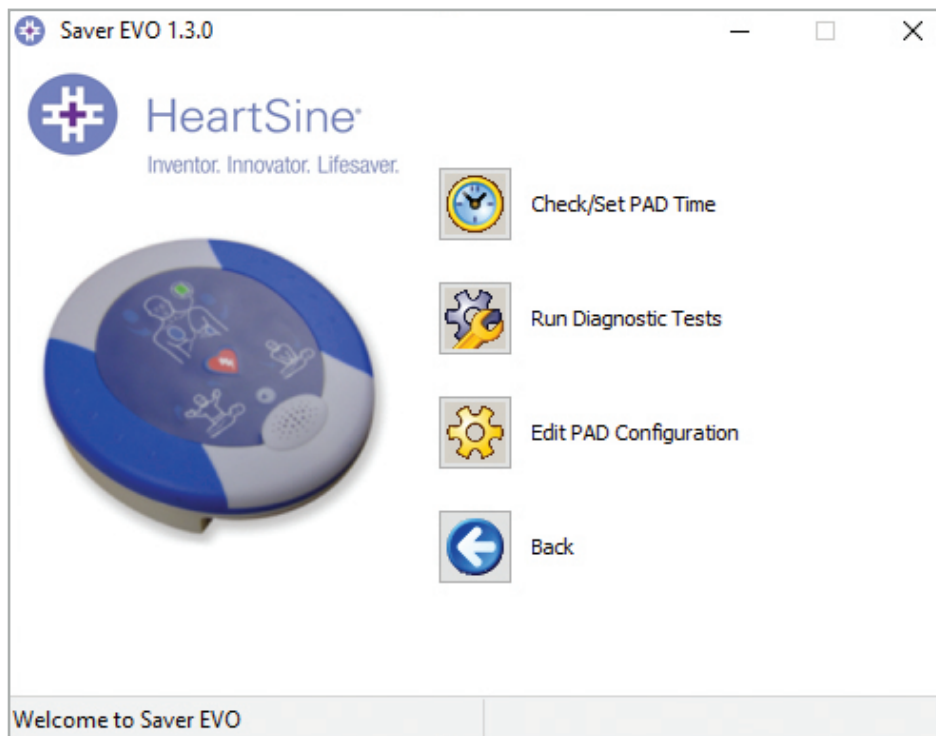 Saver EVO 1.3.0
HeartSine
Inventor. Innovator. Lifesaver.
Check/Set PAD Time
Run Diagnostic Tests
Edit PAD Configuration
Back
Welcome to Saver EVO